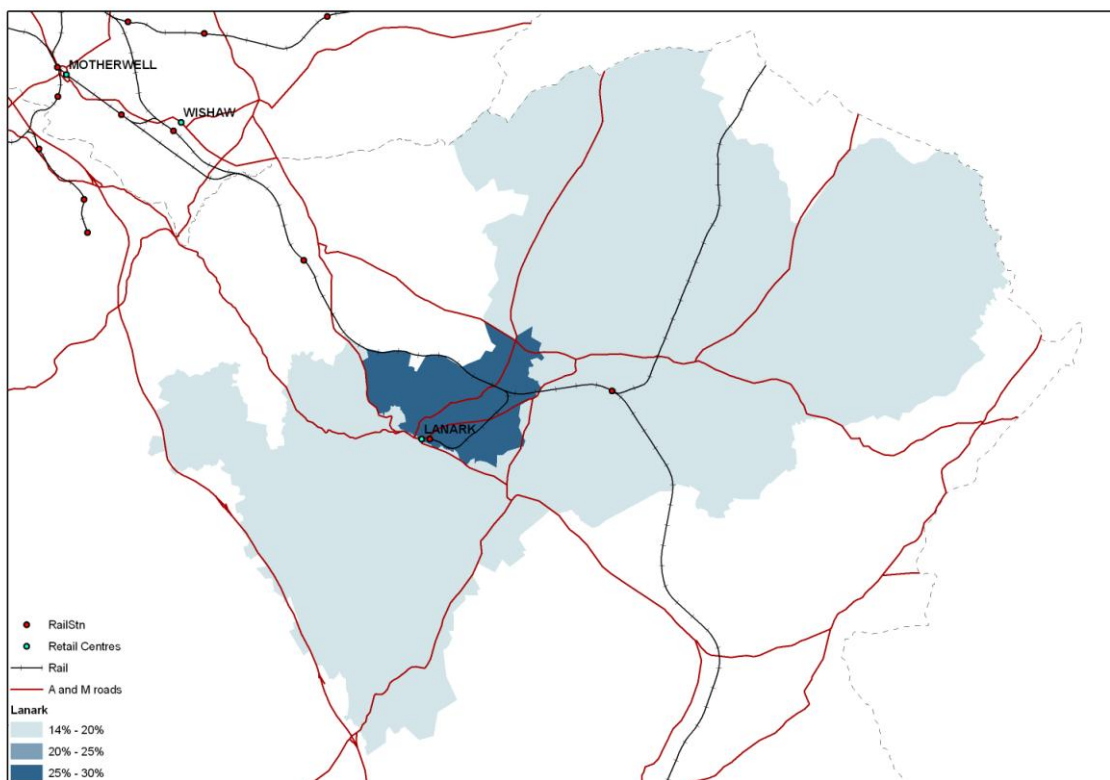 MOTHERWELL
WISHAW
LANARK
RailStn
Retail Centres
Rail
A and M roads
Lanark
14% - 20%
20% - 25%
25% - 30%